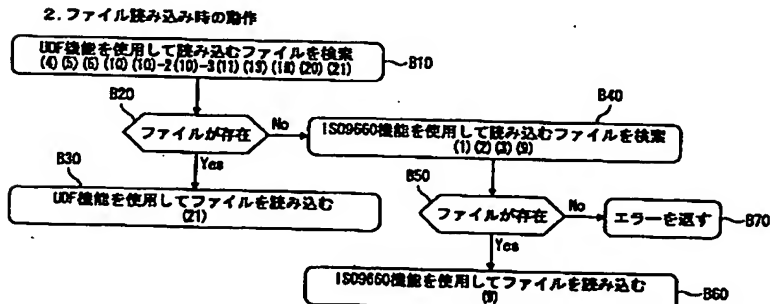 2.ファイル読み込み時の動作
UDF機能を使用して読み込むファイルを検索
(4)(5)(6)(10)(10)-2(10)-3(11)(13)(18)(20)(21)
B10
B20
ファイルが存在
No
Yes
B40
ISO9660機能を使用して読み込むファイルを検索
(1)(2)(3)(9)
B30
UDF機能を使用してファイルを読み込む
(21)
B50
ファイルが存在
No
エラーを返す
B70
Yes
ISO9660機能を使用してファイルを読み込む
(9)
B60